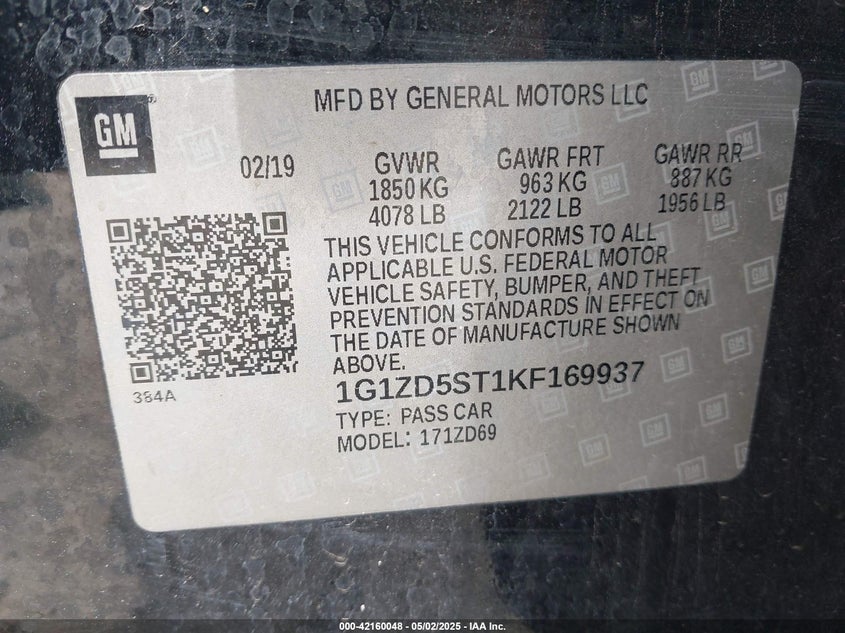 GM
MFD BY GENERAL MOTORS LLC
02/19
GVWR
1850 KG
4078 LB
GAWR FRT
963 KG
2122 LB
GAWR RR
887 KG
1956 LB
THIS VEHICLE CONFORMS TO ALL
APPLICABLE U.S. FEDERAL MOTOR
VEHICLE SAFETY, BUMPER, AND THEFT
PREVENTION STANDARDS IN EFFECT ON
THE DATE OF MANUFACTURE SHOWN
ABOVE.
384A
1G1ZD5ST1KF169937
TYPE: PASS CAR
MODEL: 171ZD69
000-42160048 - 05/02/2025 - IAA Inc.